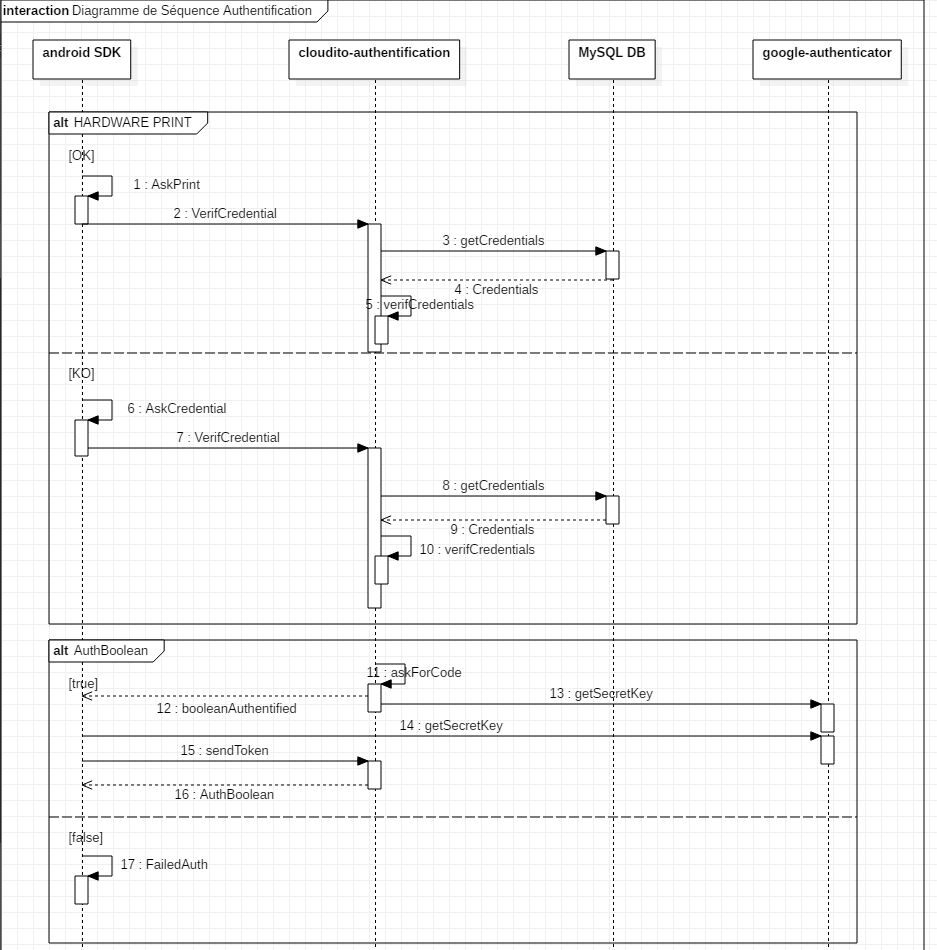 interaction Diagramme de Séquence Authentification
android SDK
cloudito-authentification
MySQL DB
google-authenticator
alt HARDWARE PRINT
[OK]
1 : AskPrint
2 : VerifCredential
3 : getCredentials
4 : Credentials
5 : verifCredentials
[KO]
6 : AskCredential
7 : VerifCredential
8 : getCredentials
9 : Credentials
10 : verifCredentials
alt AuthBoolean
11 : askForCode
[true]
12 : booleanAuthentified
13 : getSecretKey
14 : getSecretKey
15 : sendToken
16 : AuthBoolean
[false]
17 : FailedAuth